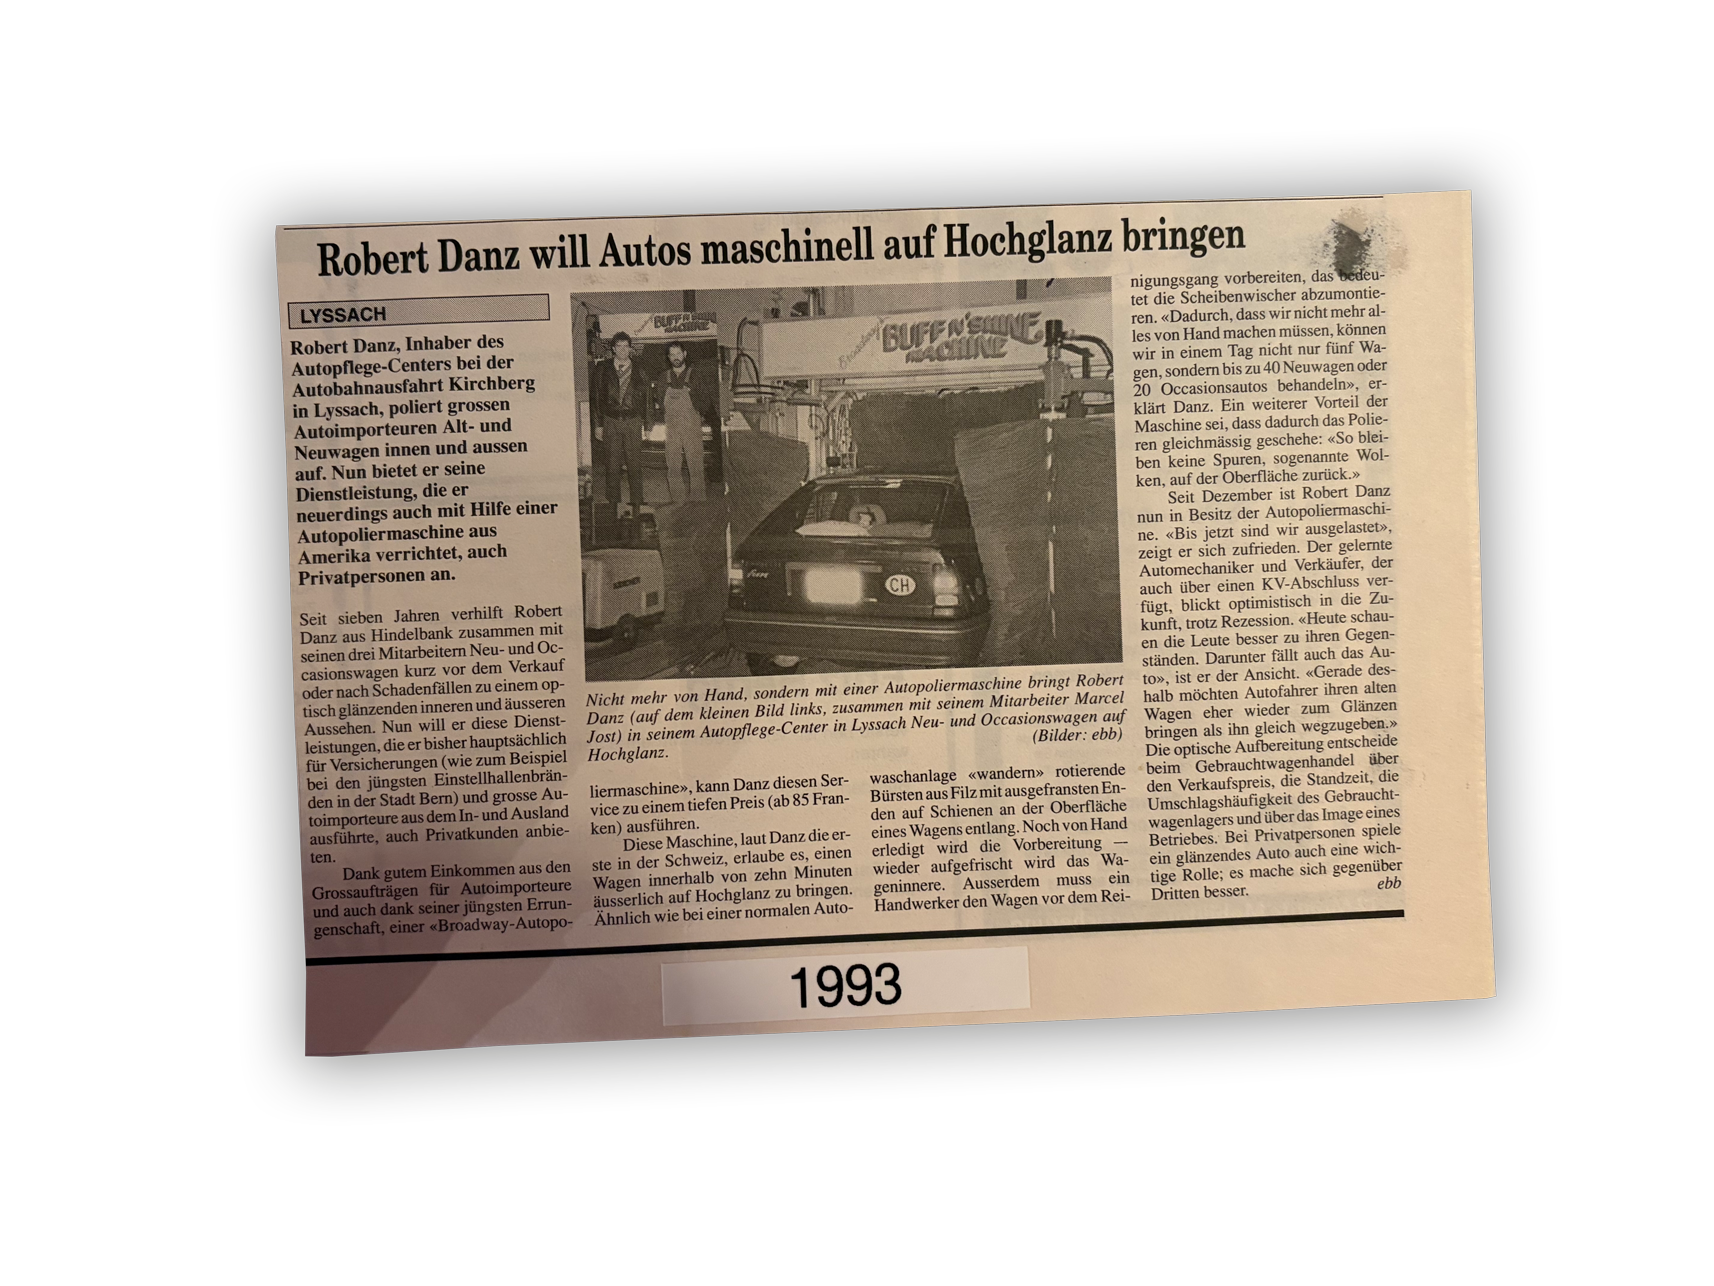 Robert Danz will Autos maschinell auf Hochglanz bringen
LYSSACH
Robert Danz, Inhaber des
Autopflege-Centers bei der
Autobahnausfahrt Kirchberg
in Lyssach, poliert grossen
Autoimporteuren Alt- und
Neuwagen innen und aussen
auf. Nun bietet er seine
Dienstleistung, die er
neuerdings auch mit Hilfe einer
Autopoliermaschine aus
Amerika verrichtet, auch
Privatpersonen an.
Seit sieben Jahren verhilft Robert
Danz aus Hindelbank zusammen mit
seinen drei Mitarbeitern Neu- und Oc-
casionswagen kurz vor dem Verkauf
oder nach Schadenfällen zu einem op-
tisch glänzenden inneren und äusseren
Aussehen. Nun will er diese Dienst-
leistungen, die er bisher hauptsächlich
für Versicherungen (wie zum Beispiel
bei den jüngsten Einstellhallenbrän-
den in der Stadt Bern) und grosse Au-
toimporteure aus dem In- und Ausland
ausführte, auch Privatkunden anbie-
ten.
Dank gutem Einkommen aus den
Grossaufträgen für Autoimporteure
und auch dank seiner jüngsten Errun-
genschaft, einer «Broadway-Autopo-
BUFF N' SHINE
MACHINE
Broadway
BUFF N' SHINE
MACHINE
CH
Nicht mehr von Hand, sondern mit einer Autopoliermaschine bringt Robert
Danz (auf dem kleinen Bild links, zusammen mit seinem Mitarbeiter Marcel
Jost) in seinem Autopflege-Center in Lyssach Neu- und Occasionswagen auf
Hochglanz. (Bilder: ebb)
liermaschine», kann Danz diesen Ser-
vice zu einem tiefen Preis (ab 85 Fran-
ken) ausführen.
Diese Maschine, laut Danz die er-
ste in der Schweiz, erlaube es, einen
Wagen innerhalb von zehn Minuten
äusserlich auf Hochglanz zu bringen.
Ähnlich wie bei einer normalen Auto-
waschanlage «wandern» rotierende
Bürsten aus Filz mit ausgefransten En-
den auf Schienen an der Oberfläche
eines Wagens entlang. Noch von Hand
erledigt wird die Vorbereitung —
wieder aufgefrischt wird das Wa-
geninnere. Ausserdem muss ein
Handwerker den Wagen vor dem Rei-
nigungsgang vorbereiten, das bedeu-
tet die Scheibenwischer abzumontie-
ren. «Dadurch, dass wir nicht mehr al-
les von Hand machen müssen, können
wir in einem Tag nicht nur fünf Wa-
gen, sondern bis zu 40 Neuwagen oder
20 Occasionsautos behandeln», er-
klärt Danz. Ein weiterer Vorteil der
Maschine sei, dass dadurch das Polie-
ren gleichmässig geschehe: «So blei-
ben keine Spuren, sogenannte Wol-
ken, auf der Oberfläche zurück.»
Seit Dezember ist Robert Danz
nun in Besitz der Autopoliermaschi-
ne. «Bis jetzt sind wir ausgelastet»,
zeigt er sich zufrieden. Der gelernte
Automechaniker und Verkäufer, der
auch über einen KV-Abschluss ver-
fügt, blickt optimistisch in die Zu-
kunft, trotz Rezession. «Heute schau-
en die Leute besser zu ihren Gegen-
ständen. Darunter fällt auch das Au-
to», ist er der Ansicht. «Gerade des-
halb möchten Autofahrer ihren alten
Wagen eher wieder zum Glänzen
bringen als ihn gleich wegzugeben.»
Die optische Aufbereitung entscheide
beim Gebrauchtwagenhandel über
den Verkaufspreis, die Standzeit, die
Umschlagshäufigkeit des Gebraucht-
wagenlagers und über das Image eines
Betriebes. Bei Privatpersonen spiele
ein glänzendes Auto auch eine wich-
tige Rolle; es mache sich gegenüber
Dritten besser. ebb
1993